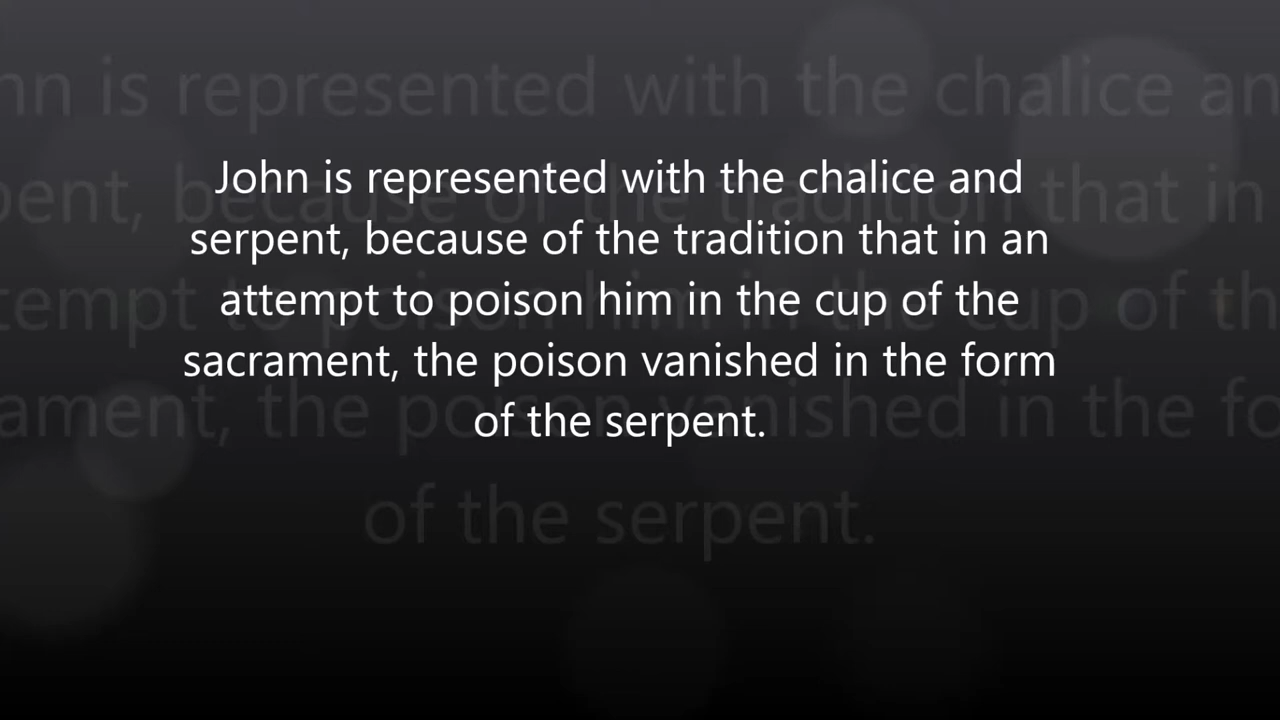 John is represented with the chalice and
serpent, because of the tradition that in an
attempt to poison him in the cup of the
sacrament, the poison vanished in the form
of the serpent.